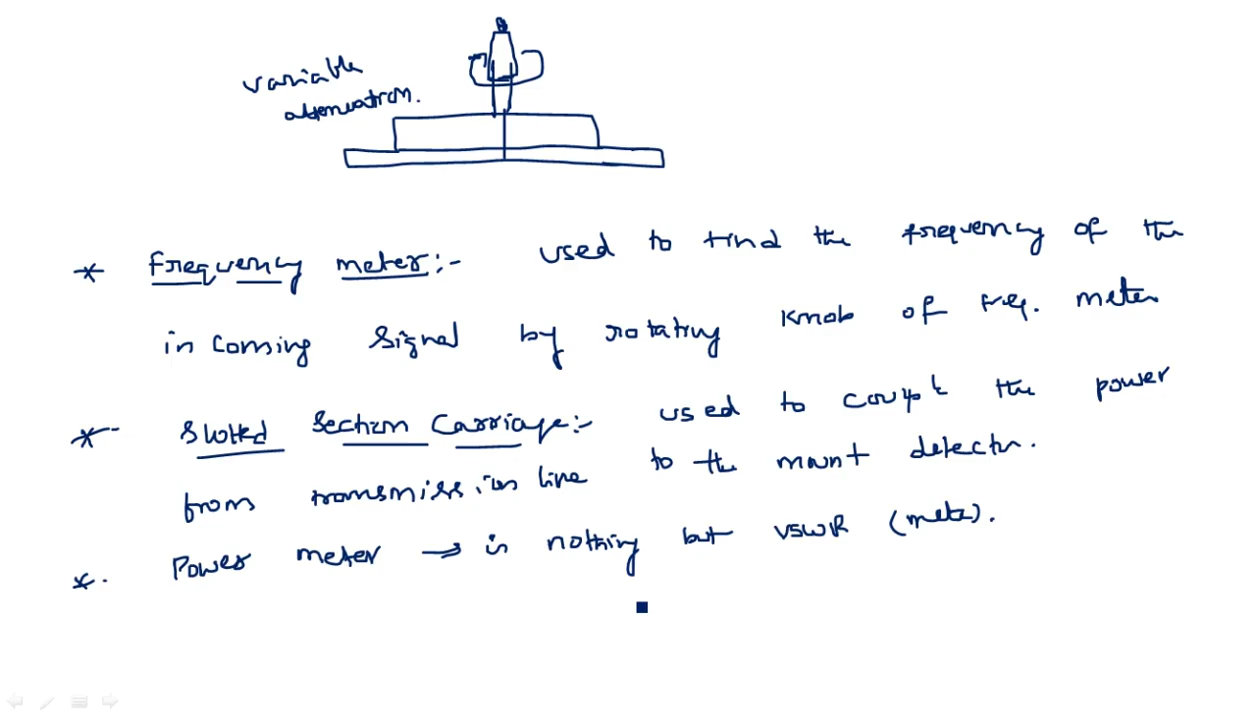 variable
attenuation.
* frequency meter:- used to find the frequency of the
incoming signal by rotating knob of freq. meter
* slotted section carriage:- used to couple the power
from transmission line to the mount detector.
* Power meter → is nothing but VSWR (meter).